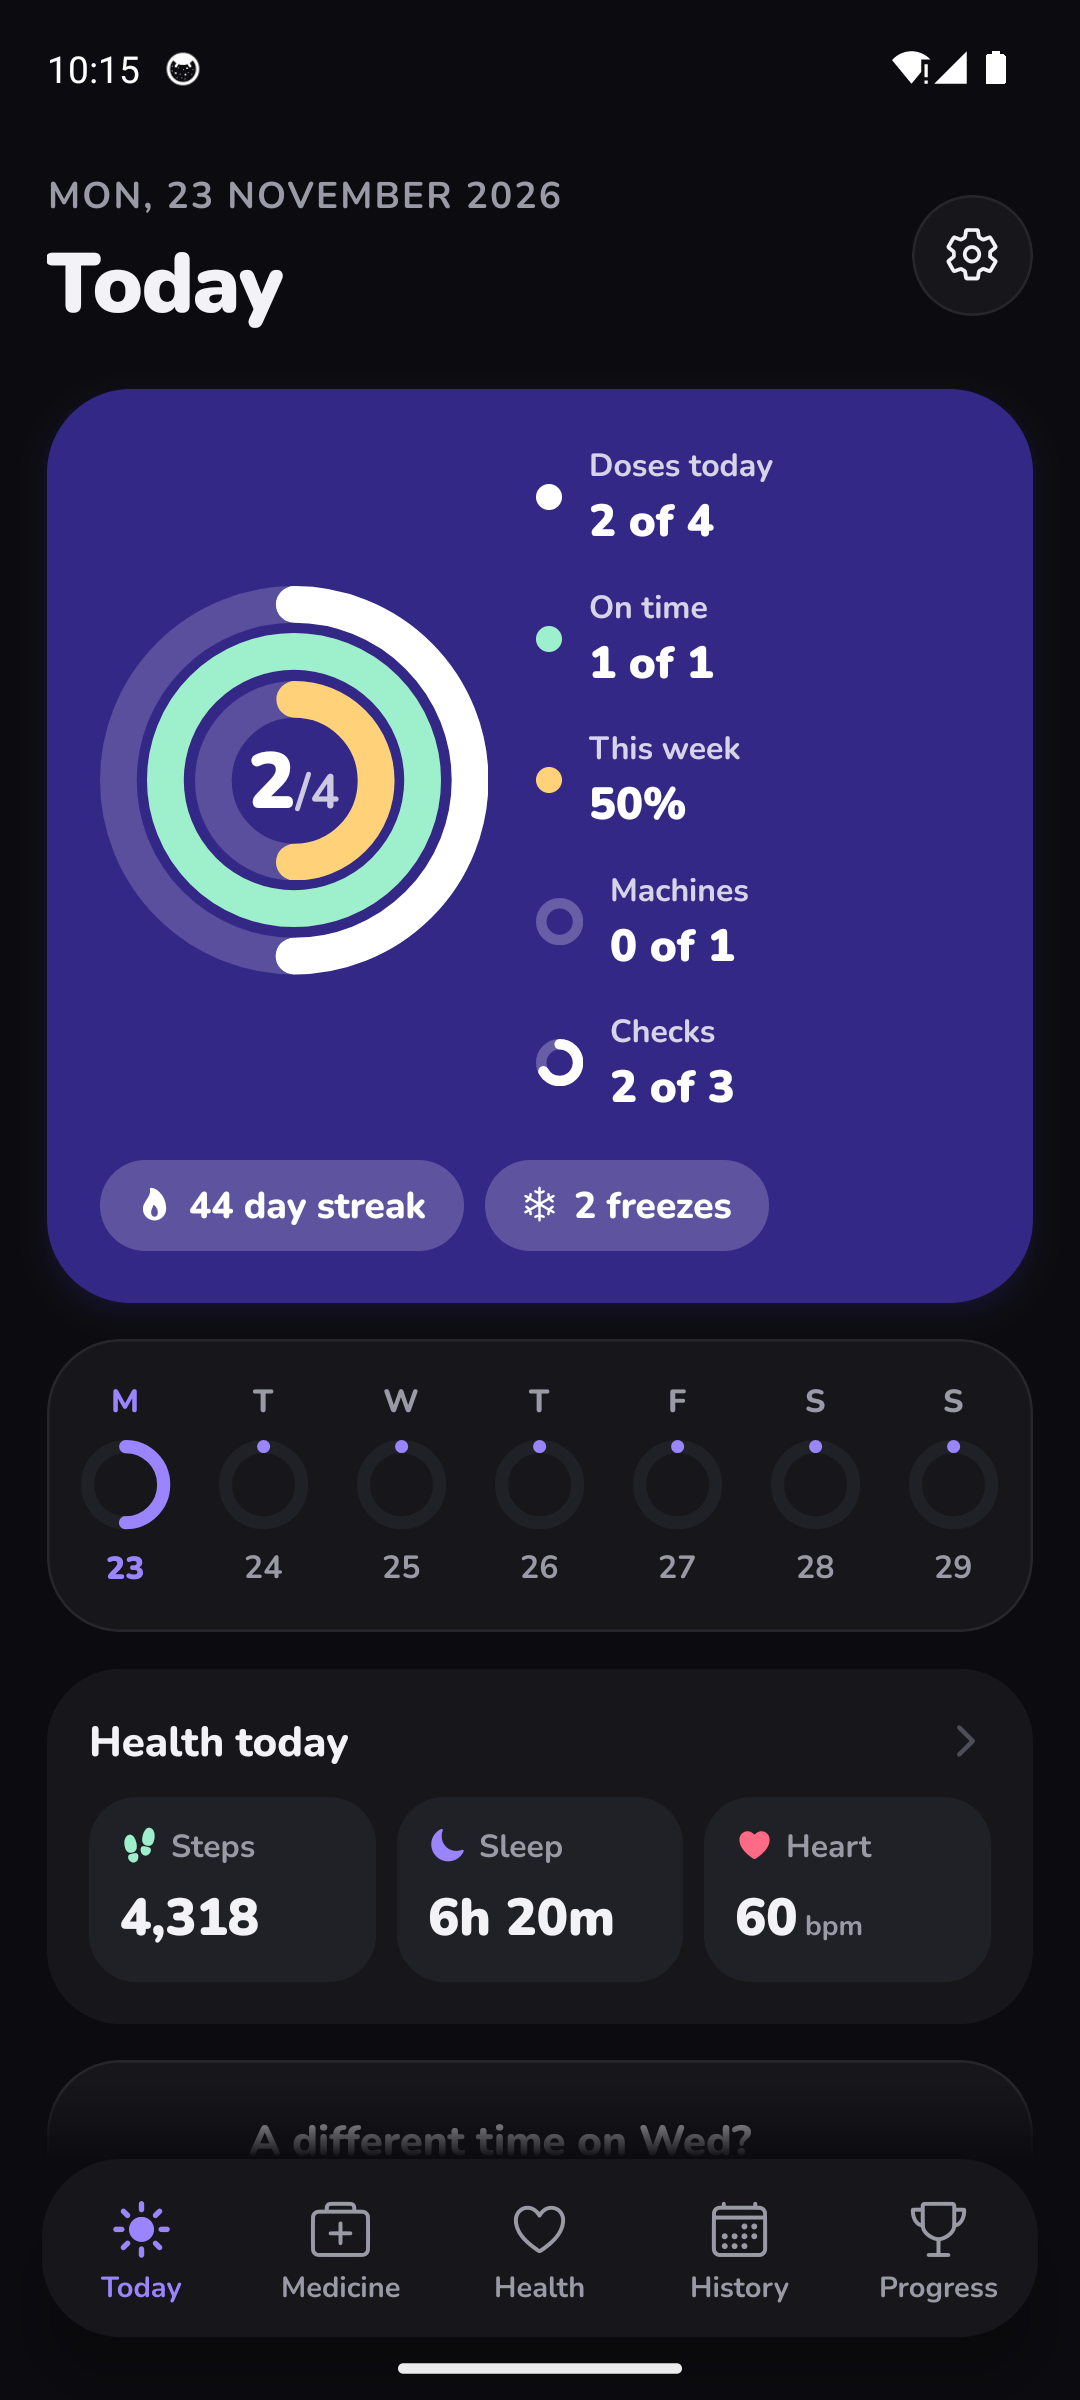 10:15
MON, 23 NOVEMBER 2026
Today
Doses today
2 of 4
On time
1 of 1
This week
50%
Machines
0 of 1
Checks
2 of 3
2/4
44 day streak
2 freezes
M T W T F S S
23 24 25 26 27 28 29
Health today
Steps
4,318
Sleep
6h 20m
Heart
60 bpm
A different time on Wed?
Today Medicine Health History Progress